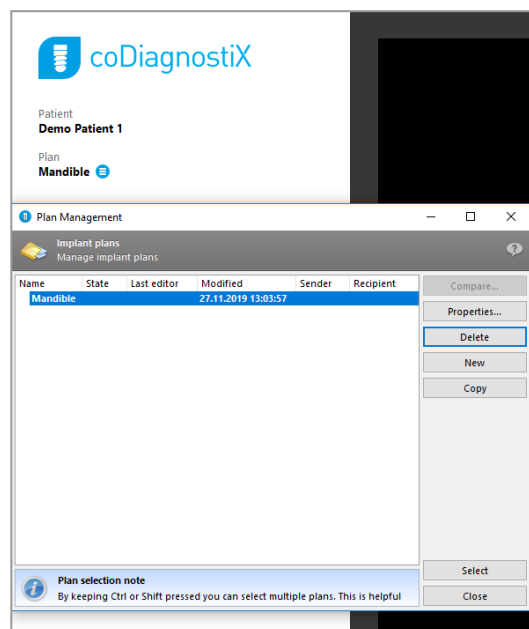 coDiagnostiX
Patient
Demo Patient 1
Plan
Mandible
Plan Management
Implant plans
Manage implant plans
Name State Last editor Modified Sender Recipient
Mandible 27.11.2019 13:03:57
Compare...
Properties...
Delete
New
Copy
Plan selection note
By keeping Ctrl or Shift pressed you can select multiple plans. This is helpful
Select
Close